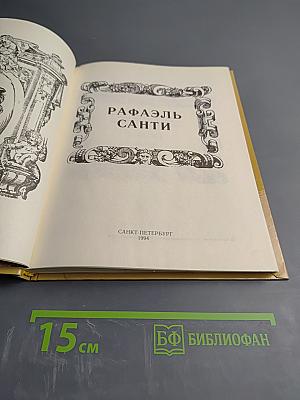 РАФАЭЛЬ
САНТИ
САНКТ-ПЕТЕРБУРГ
1994
15 см
БФ БИБЛИОФАН